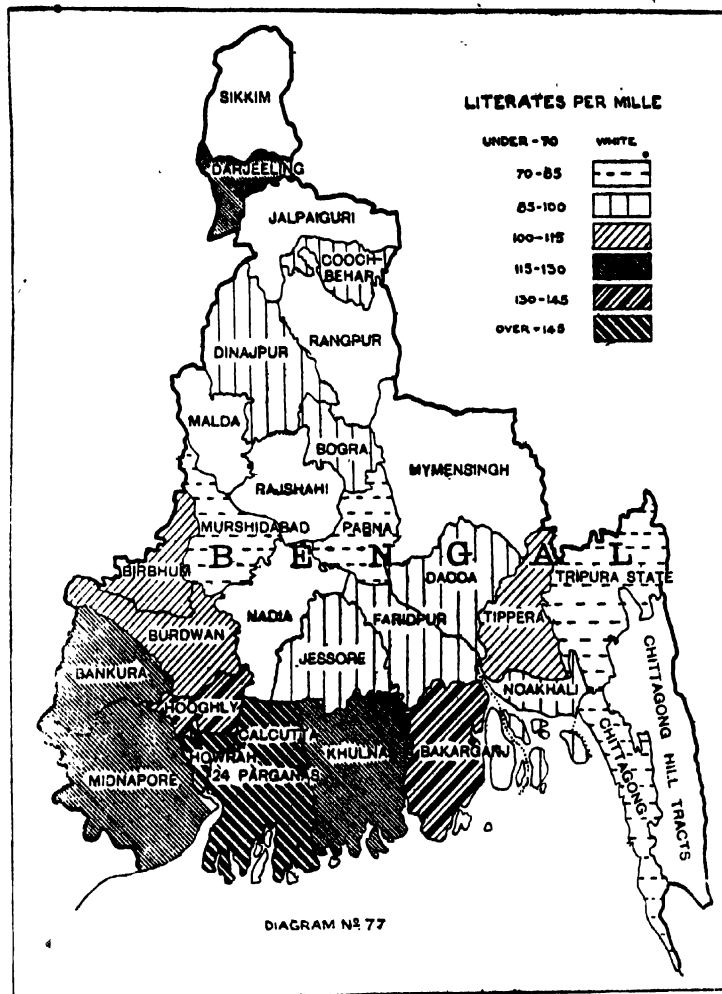 LITERATES PER MILLE
UNDER - 70 WHITE
70-85
85-100
100-115
115-130
130-145
OVER - 145
SIKKIM
DARJEELING
JALPAIGURI
COOCH-
BEHAR
DINAJPUR
RANGPUR
MALDA
BOGRA
MYMENSINGH
RAJSHAHI
MURSHIDABAD
PABNA
BENGAL
BIRBHUM
DACCA
TRIPURA STATE
NADIA
FARIDPUR
TIPPERA
BURDWAN
JESSORE
BANKURA
NOAKHALI
CHITTAGONG HILL TRACTS
HOOGHLY
CALCUTTA
CHITTAGONG
HOWRAH
KHULNA
BAKARGANJ
24 PARGANAS
MIDNAPORE
DIAGRAM Nº 77